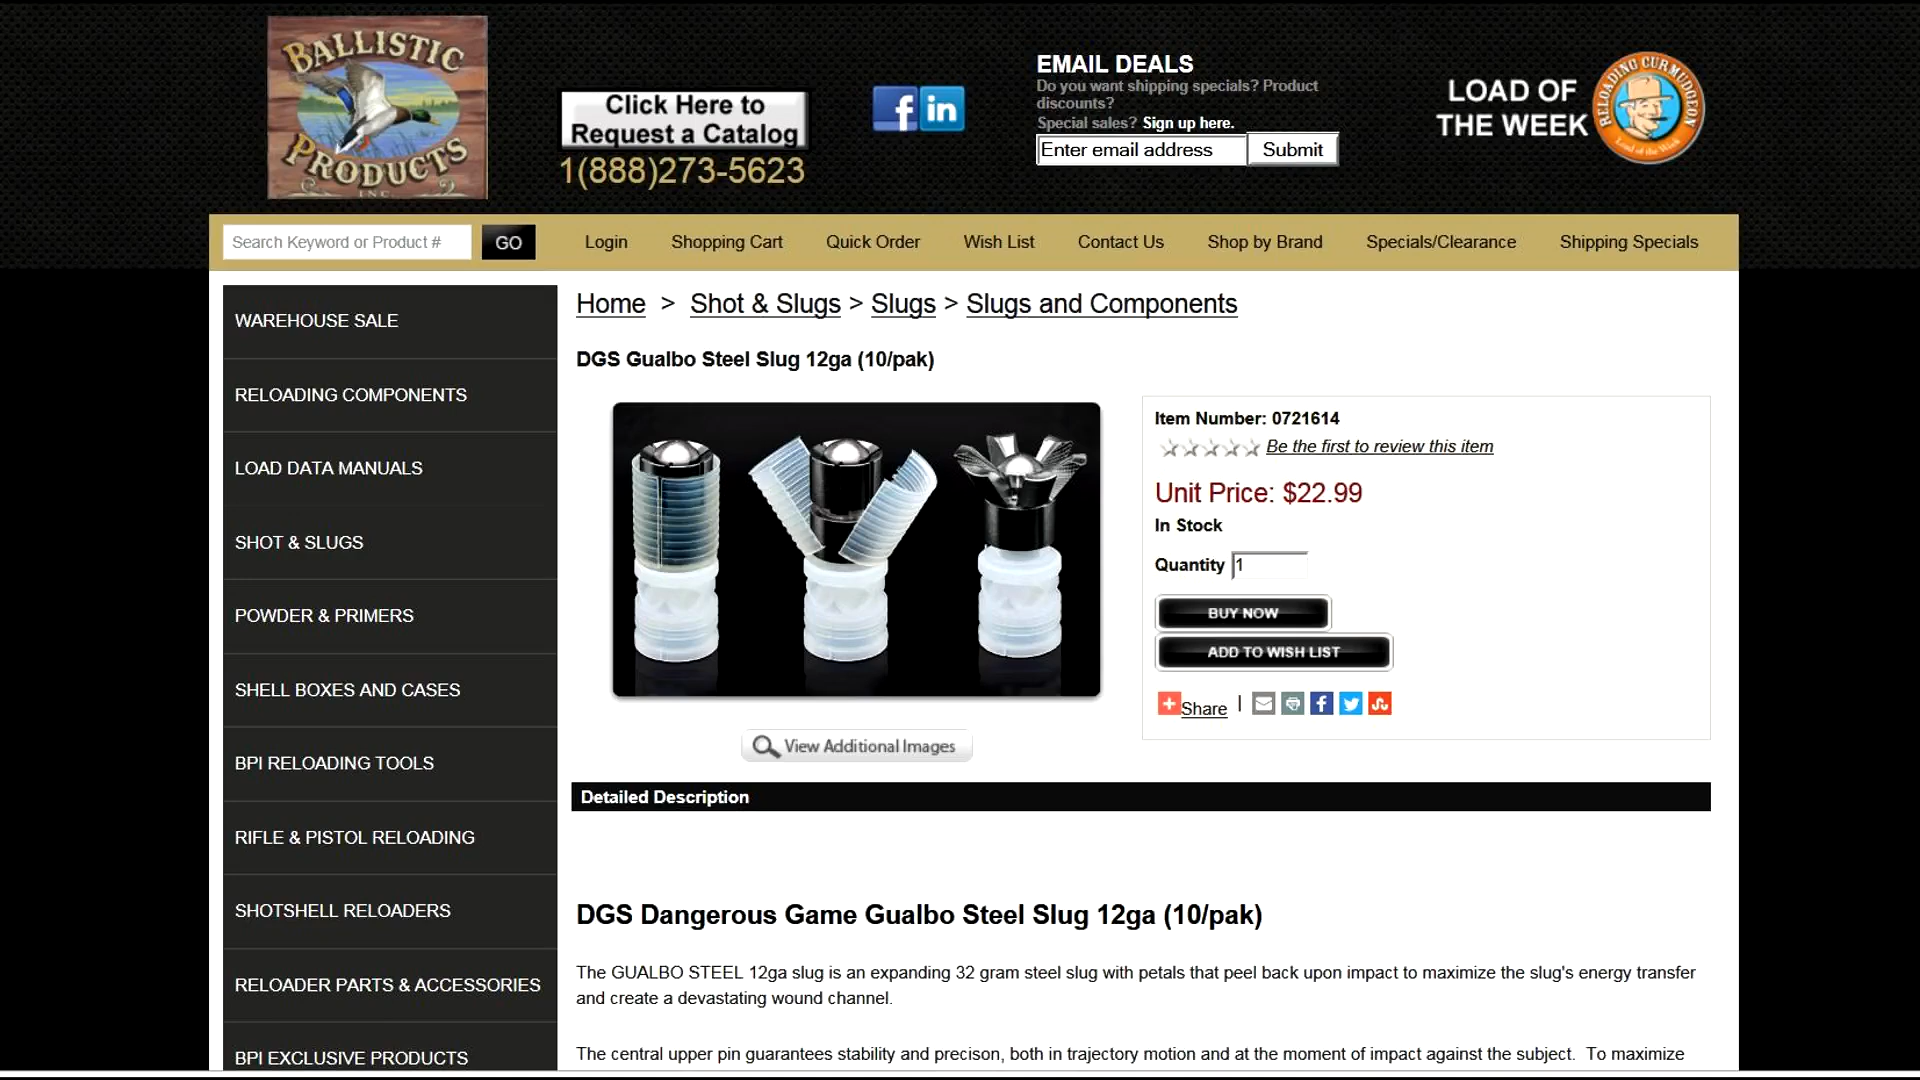 BALLISTIC
PRODUCTS
INC
Click Here to
Request a Catalog
1(888)273-5623
EMAIL DEALS
Do you want shipping specials? Product
discounts?
Special sales? Sign up here.
Enter email address
Submit
LOAD OF
THE WEEK
RELOADING CURMUDGEON
Load of the Week
Search Keyword or Product #
GO
Login
Shopping Cart
Quick Order
Wish List
Contact Us
Shop by Brand
Specials/Clearance
Shipping Specials
WAREHOUSE SALE
RELOADING COMPONENTS
LOAD DATA MANUALS
SHOT & SLUGS
POWDER & PRIMERS
SHELL BOXES AND CASES
BPI RELOADING TOOLS
RIFLE & PISTOL RELOADING
SHOTSHELL RELOADERS
RELOADER PARTS & ACCESSORIES
BPI EXCLUSIVE PRODUCTS
Home > Shot & Slugs > Slugs > Slugs and Components
DGS Gualbo Steel Slug 12ga (10/pak)
View Additional Images
Item Number: 0721614
Be the first to review this item
Unit Price: $22.99
In Stock
Quantity 1
BUY NOW
ADD TO WISH LIST
Share |
Detailed Description
DGS Dangerous Game Gualbo Steel Slug 12ga (10/pak)
The GUALBO STEEL 12ga slug is an expanding 32 gram steel slug with petals that peel back upon impact to maximize the slug's energy transfer
and create a devastating wound channel.
The central upper pin guarantees stability and precison, both in trajectory motion and at the moment of impact against the subject. To maximize